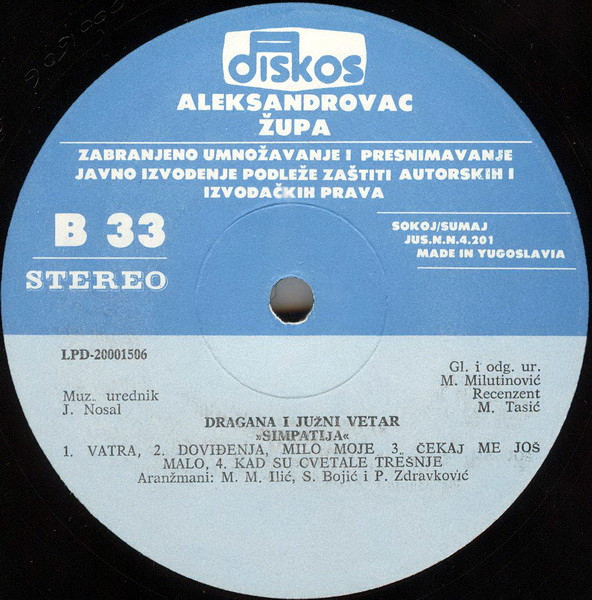 diskos
ALEKSANDROVAC
ŽUPA
ZABRANJENO UMNOŽAVANJE I PRESNIMAVANJE
JAVNO IZVOĐENJE PODLEŽE ZAŠTITI AUTORSKIH I
IZVOĐAČKIH PRAVA
B 33
STEREO
SOKOJ/SUMAJ
JUS.N.N.4.201
MADE IN YUGOSLAVIA
LPD-20001506
Muz. urednik
J. Nosal
Gl. i odg. ur.
M. Milutinović
Recenzent
M. Tasić
DRAGANA I JUŽNI VETAR
»SIMPATIJA«
1. VATRA, 2. DOVIĐENJA, MILO MOJE 3. ČEKAJ ME JOŠ
MALO, 4. KAD SU CVETALE TREŠNJE
Aranžmani: M. M. Ilić, S. Bojić i P. Zdravković